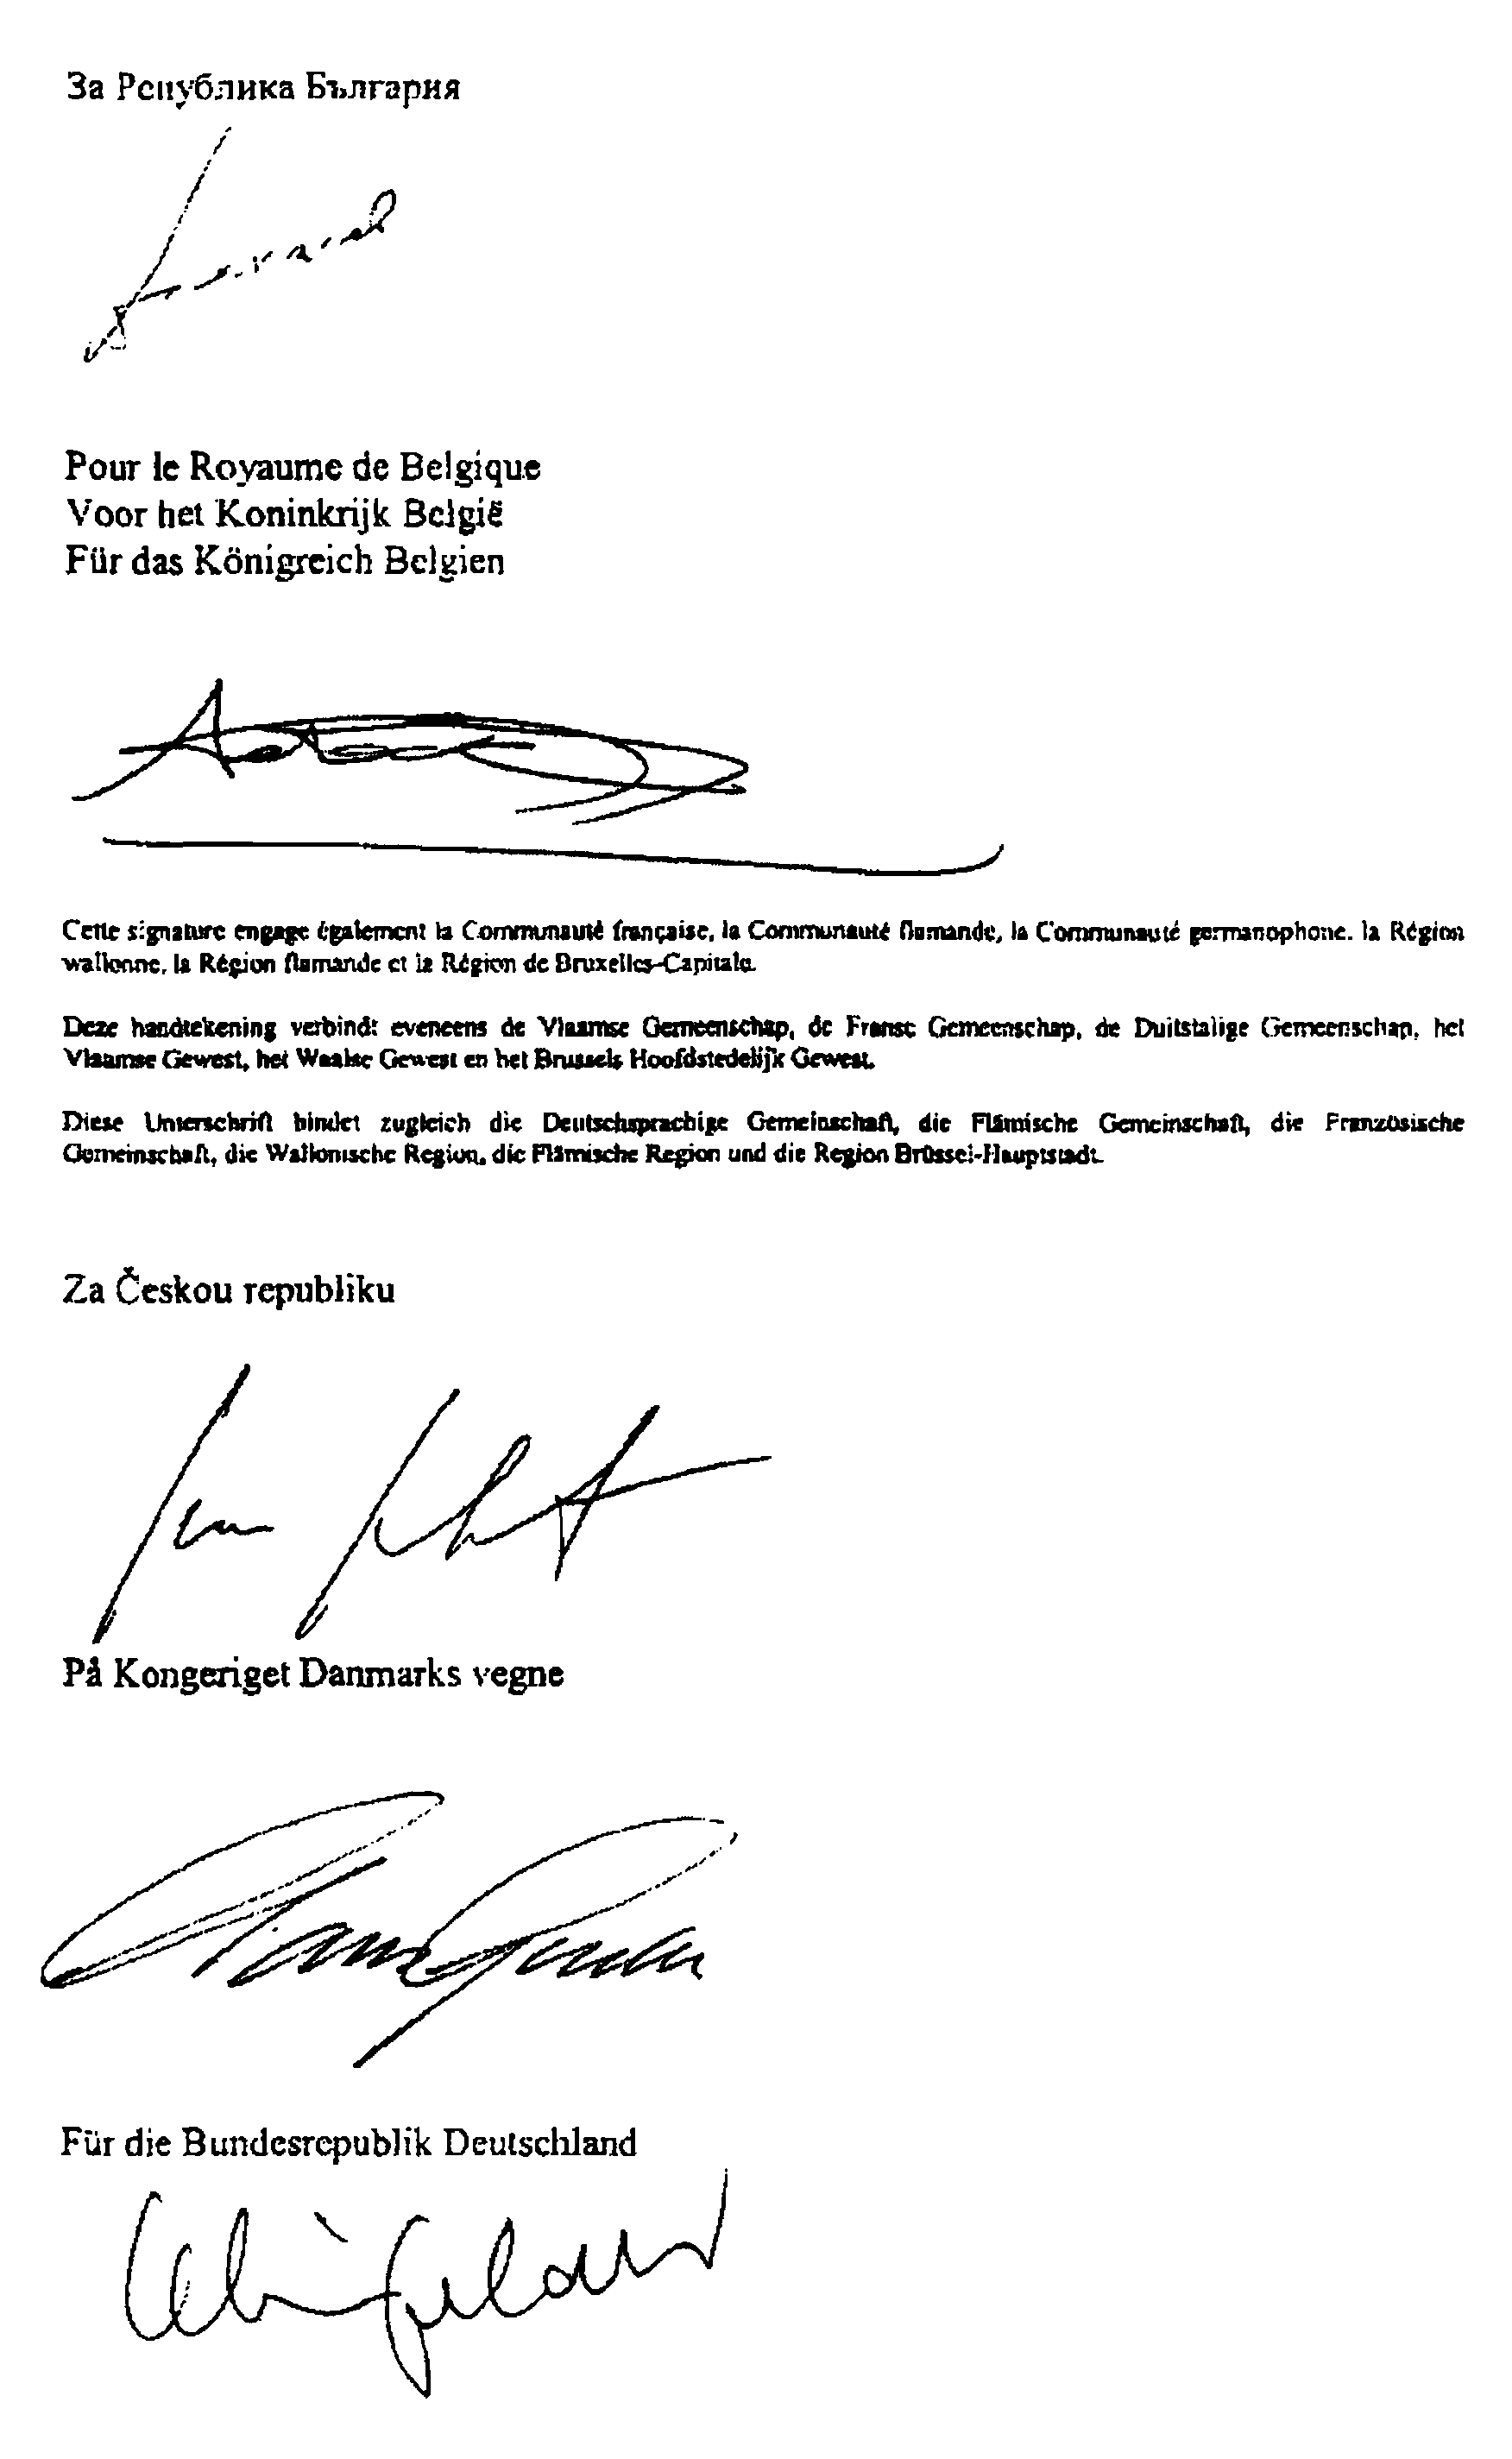 За Република България
Pour le Royaume de Belgique
Voor het Koninkrijk België
Für das Königreich Belgien
Cette signature engage également la Communauté française, la Communauté flamande, la Communauté germanophone, la Région
wallonne, la Région flamande et la Région de Bruxelles-Capitale.
Deze handtekening verbindt eveneens de Vlaamse Gemeenschap, de Franse Gemeenschap, de Duitstalige Gemeenschap, het
Vlaamse Gewest, het Waalse Gewest en het Brussels Hoofdstedelijk Gewest.
Diese Unterschrift bindet zugleich die Deutschsprachige Gemeinschaft, die Flämische Gemeinschaft, die Französische
Gemeinschaft, die Wallonische Region, die Flämische Region und die Region Brüssel-Hauptstadt.
Za Českou republiku
På Kongeriget Danmarks vegne
Für die Bundesrepublik Deutschland